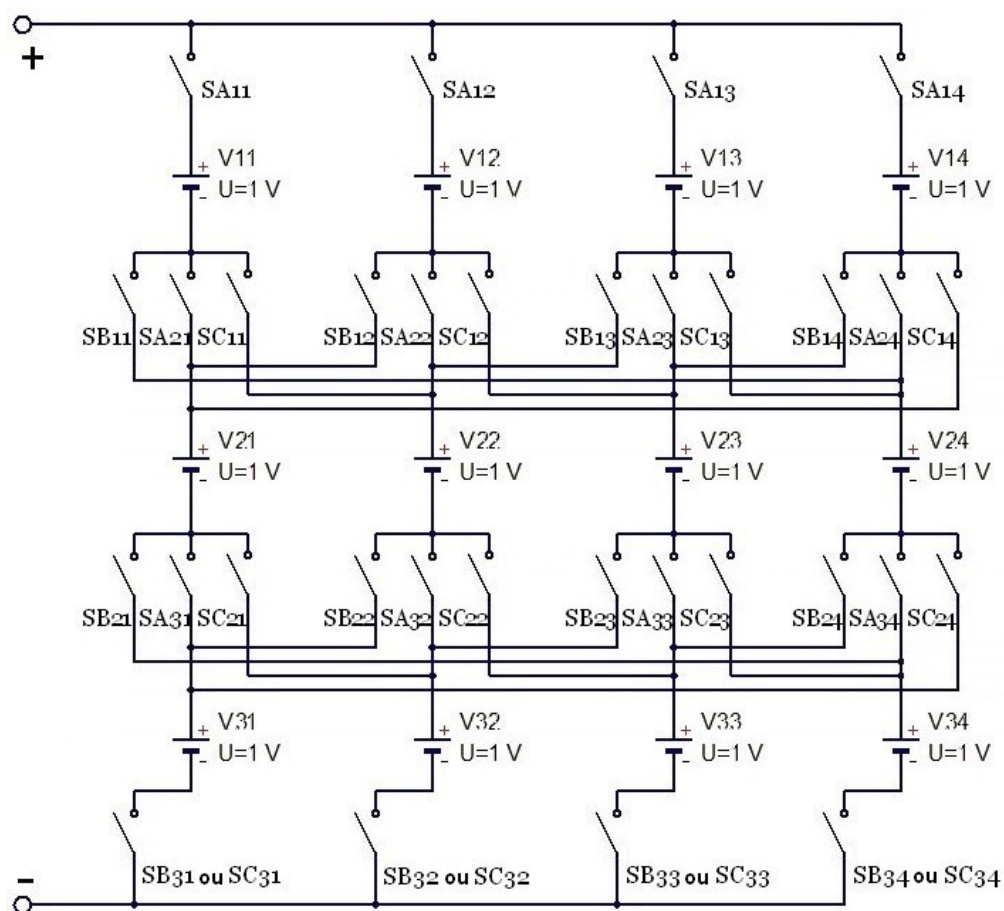 +
SA11 SA12 SA13 SA14
+ V11 + V12 + V13 + V14
- U=1 V - U=1 V - U=1 V - U=1 V
SB11 SA21 SC11 SB12 SA22 SC12 SB13 SA23 SC13 SB14 SA24 SC14
+ V21 + V22 + V23 + V24
- U=1 V - U=1 V - U=1 V - U=1 V
SB21 SA31 SC21 SB22 SA32 SC22 SB23 SA33 SC23 SB24 SA34 SC24
+ V31 + V32 + V33 + V34
- U=1 V - U=1 V - U=1 V - U=1 V
- SB31 ou SC31 SB32 ou SC32 SB33 ou SC33 SB34 ou SC34